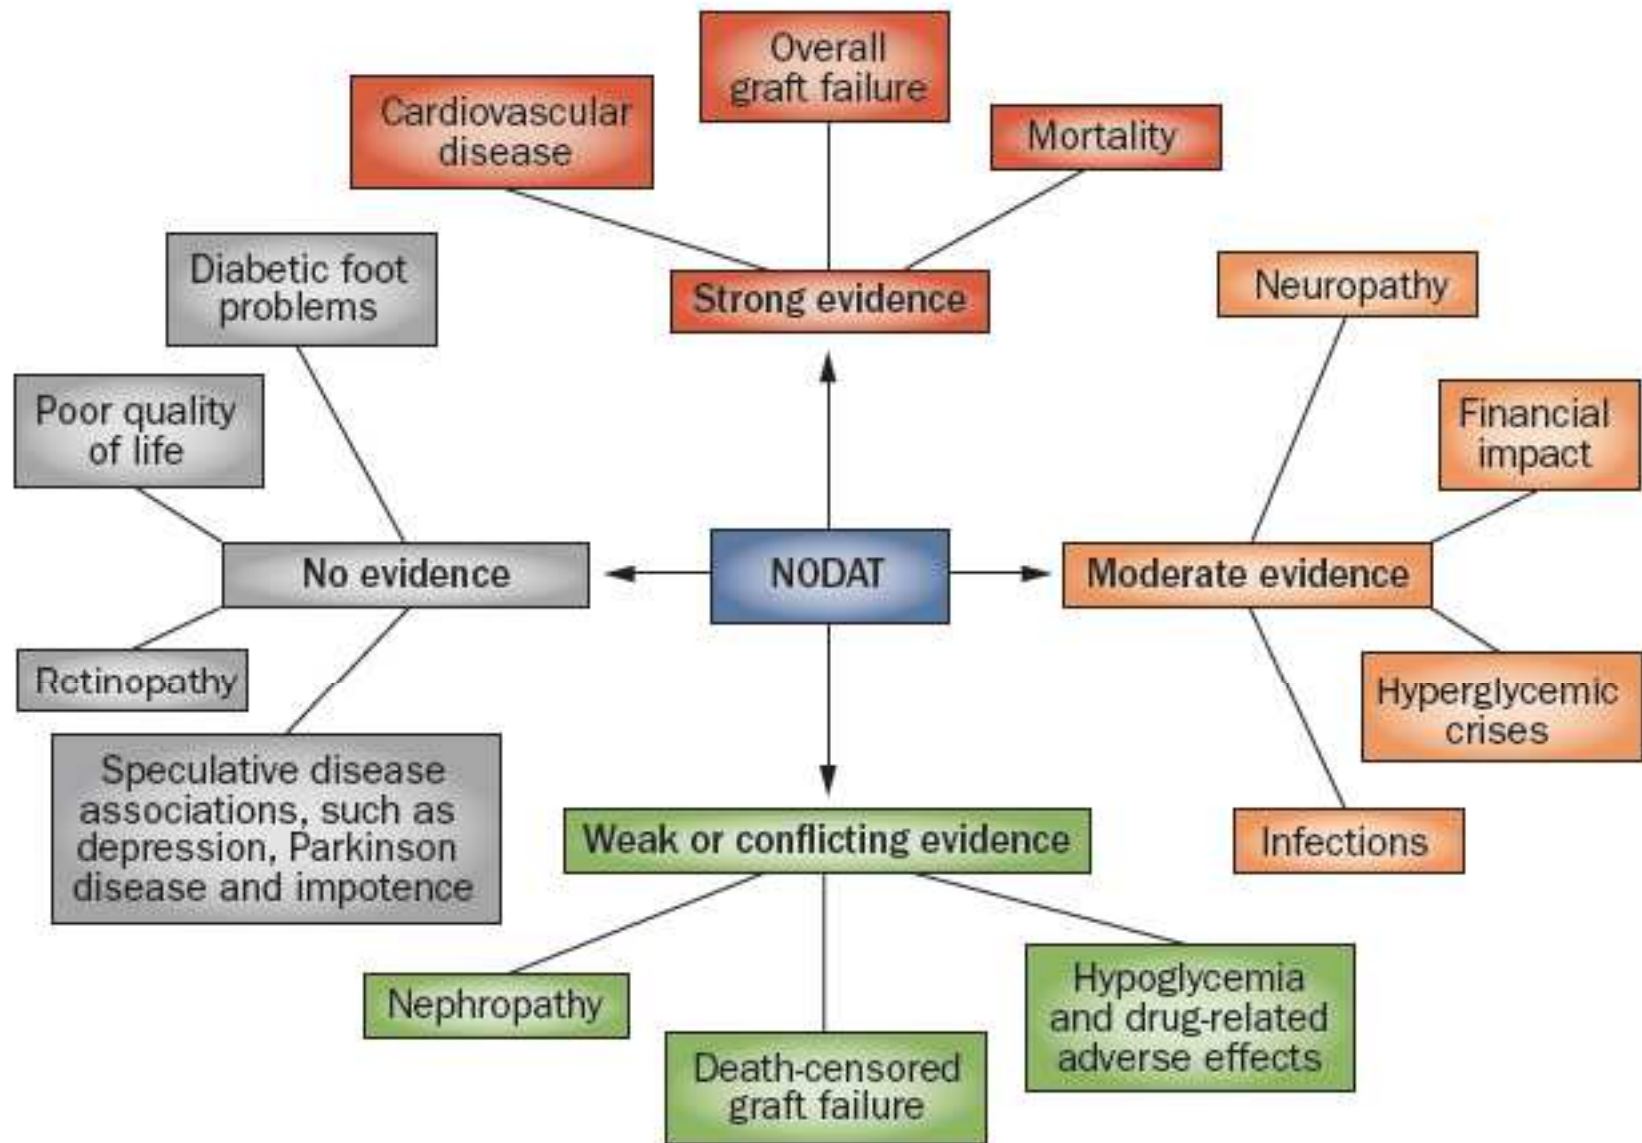 Overall
graft failure
Cardiovascular
disease
Mortality
Strong evidence
Diabetic foot
problems
Neuropathy
Poor quality
of life
Financial
impact
No evidence
NODAT
Moderate evidence
Retinopathy
Hyperglycemic
crises
Speculative disease
associations, such as
depression, Parkinson
disease and impotence
Weak or conflicting evidence
Infections
Nephropathy
Hypoglycemia
and drug-related
adverse effects
Death-censored
graft failure